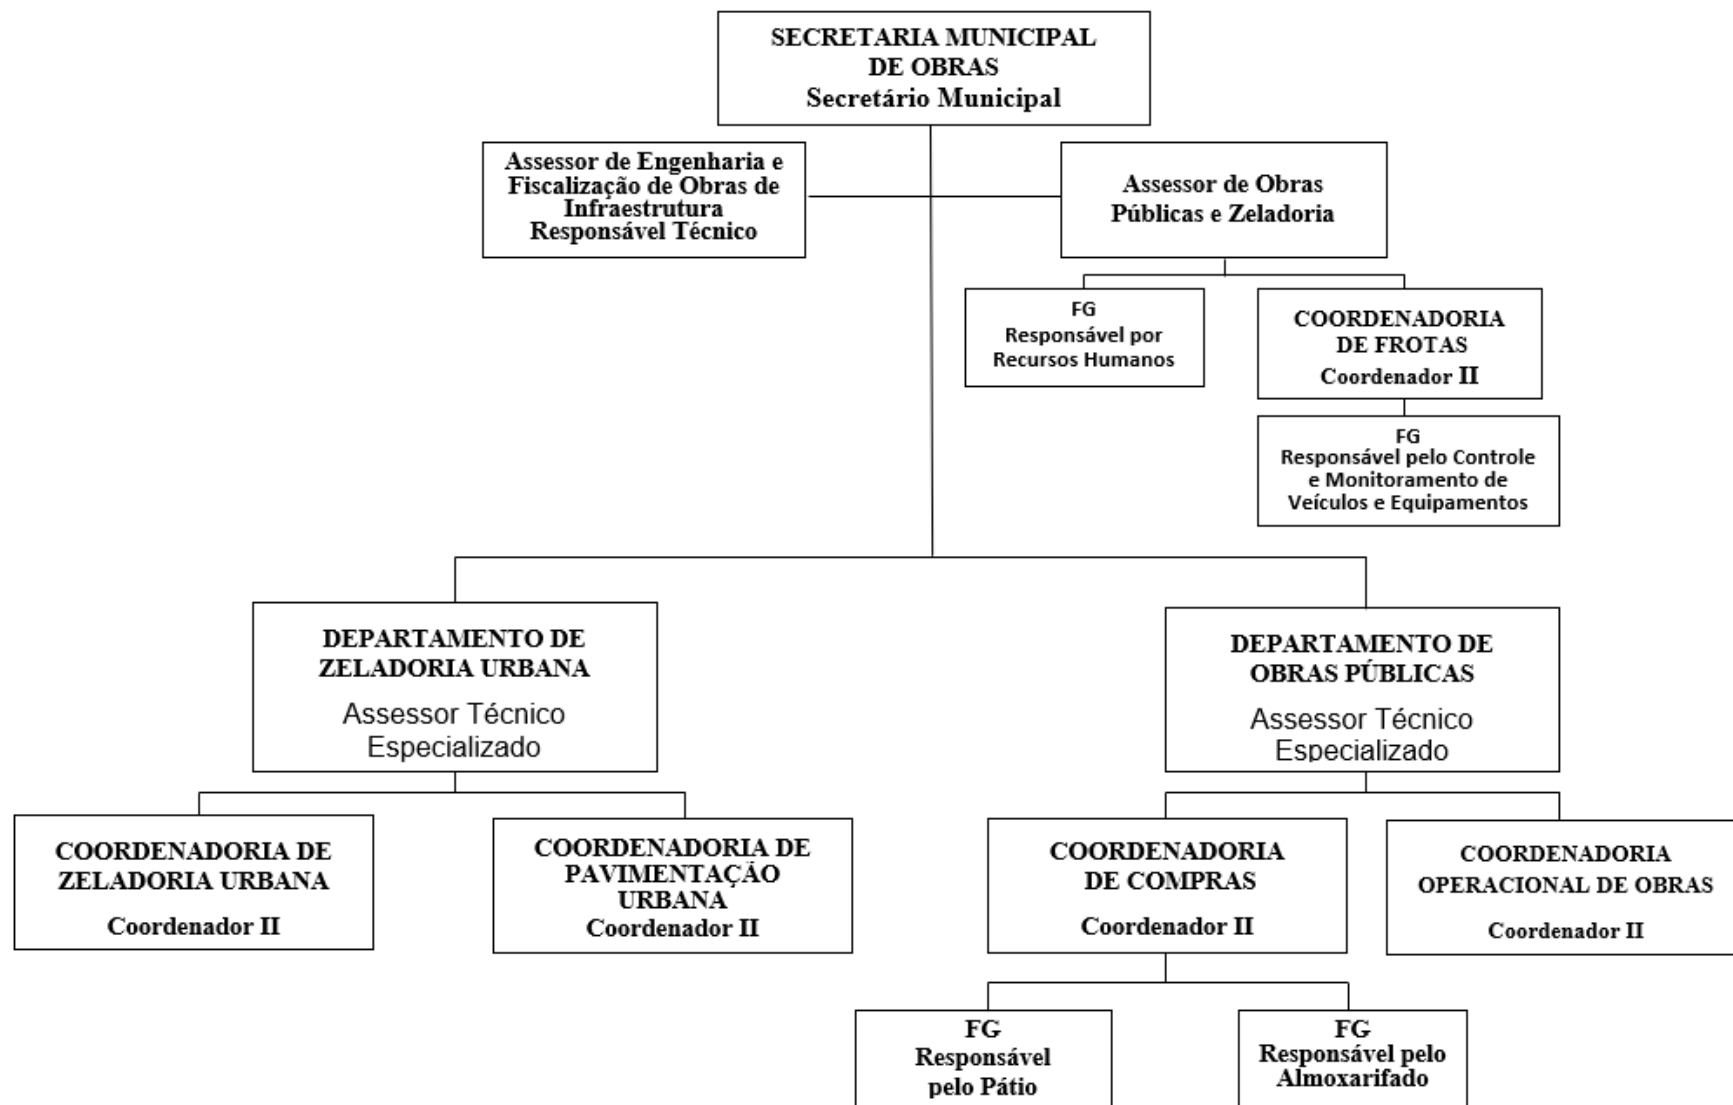 SECRETARIA MUNICIPAL
DE OBRAS
Secretário Municipal
Assessor de Engenharia e
Fiscalização de Obras de
Infraestrutura
Responsável Técnico
Assessor de Obras
Públicas e Zeladoria
FG
Responsável por
Recursos Humanos
COORDENADORIA
DE FROTAS
Coordenador II
FG
Responsável pelo Controle
e Monitoramento de
Veículos e Equipamentos
DEPARTAMENTO DE
ZELADORIA URBANA
Assessor Técnico
Especializado
DEPARTAMENTO DE
OBRAS PÚBLICAS
Assessor Técnico
Especializado
COORDENADORIA DE
ZELADORIA URBANA
Coordenador II
COORDENADORIA DE
PAVIMENTAÇÃO
URBANA
Coordenador II
COORDENADORIA
DE COMPRAS
Coordenador II
COORDENADORIA
OPERACIONAL DE OBRAS
Coordenador II
FG
Responsável
pelo Pátio
FG
Responsável pelo
Almoxarifado